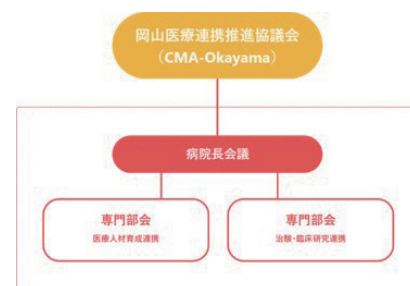 岡山医療連携推進協議会
（CMA-Okayama）
病院長会議
専門部会
医療人材育成連携
専門部会
治験・臨床研究連携